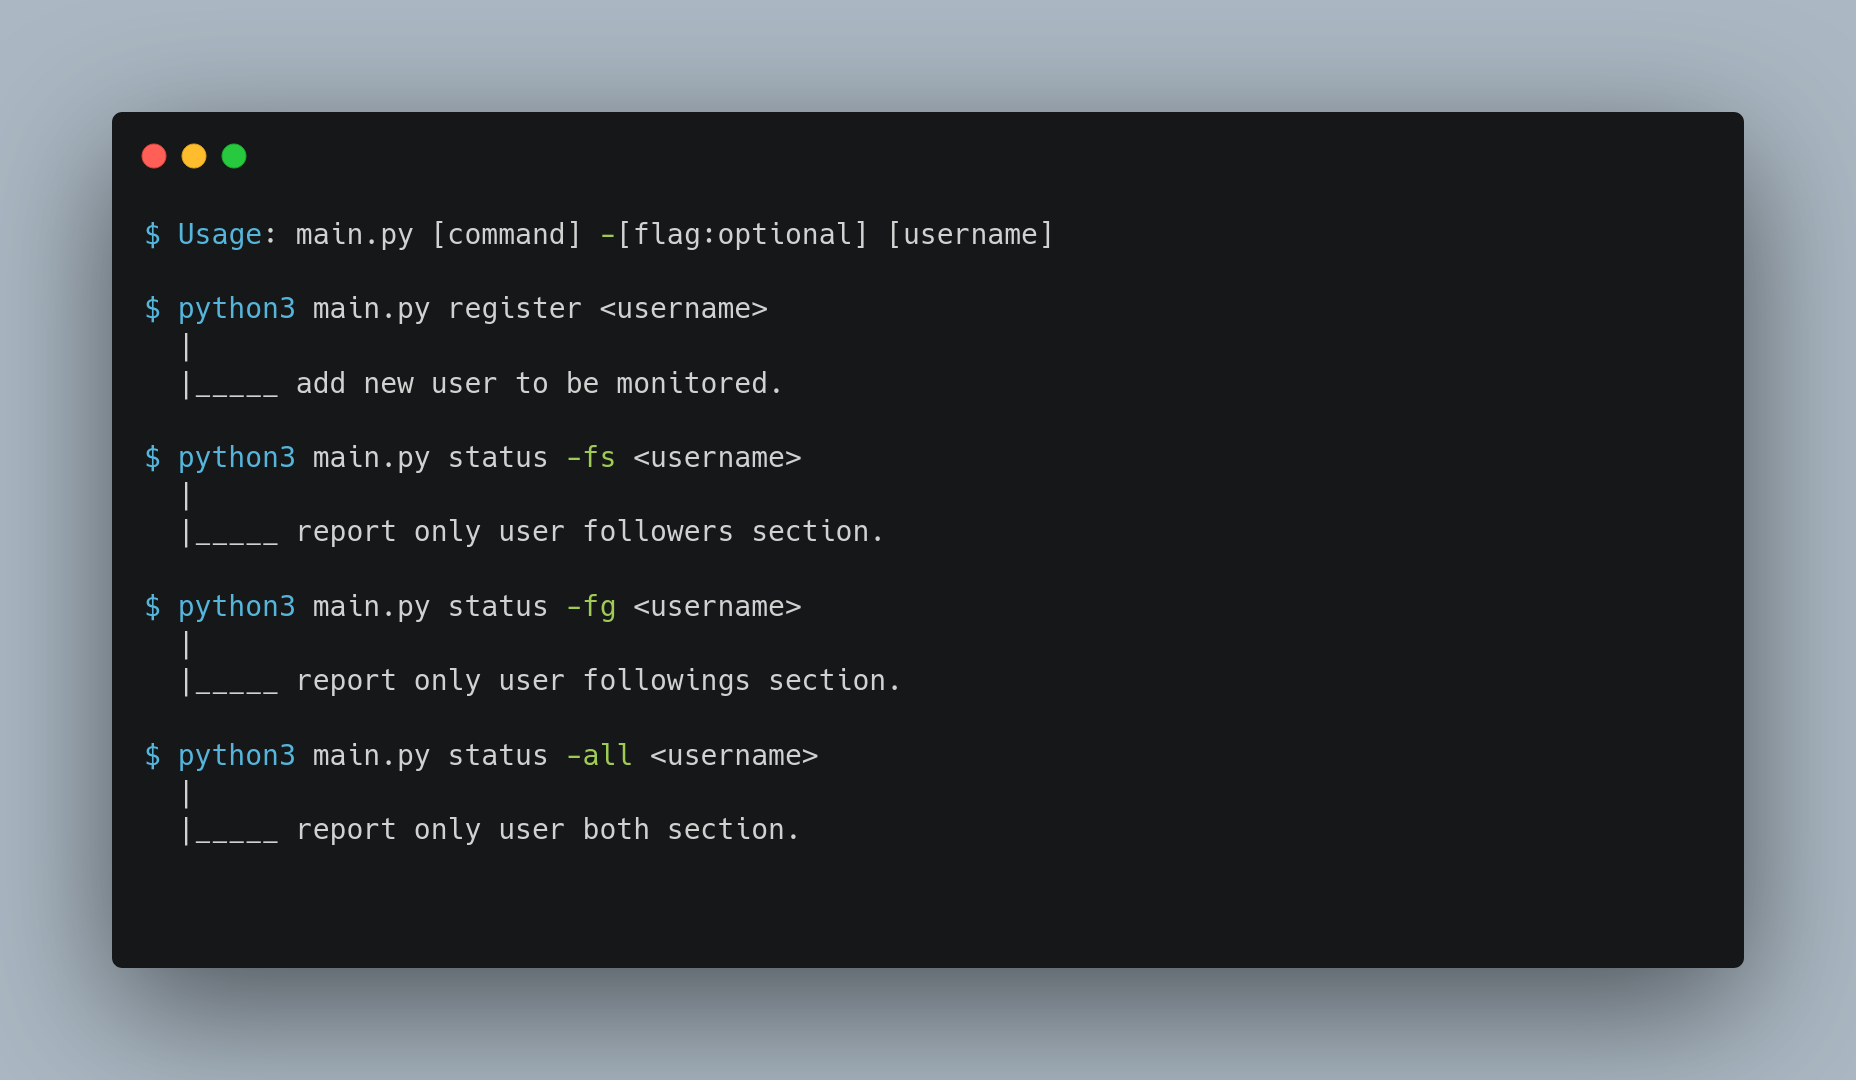 $ Usage: main.py [command] -[flag:optional] [username]
$ python3 main.py register <username>
|
|_____ add new user to be monitored.
$ python3 main.py status -fs <username>
|
|_____ report only user followers section.
$ python3 main.py status -fg <username>
|
|_____ report only user followings section.
$ python3 main.py status -all <username>
|
|_____ report only user both section.